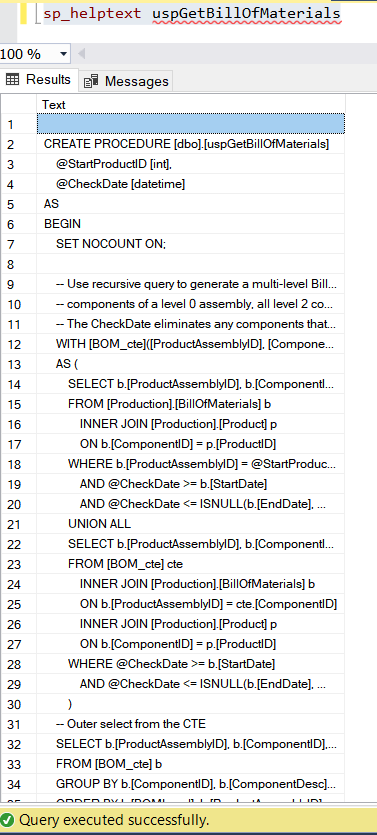 sp_helptext uspGetBillOfMaterials
100 %
Results Messages
Text
1
2 CREATE PROCEDURE [dbo].[uspGetBillOfMaterials]
3 @StartProductID [int],
4 @CheckDate [datetime]
5 AS
6 BEGIN
7 SET NOCOUNT ON;
8
9 -- Use recursive query to generate a multi-level Bill...
10 -- components of a level 0 assembly, all level 2 co...
11 -- The CheckDate eliminates any components that...
12 WITH [BOM_cte]([ProductAssemblyID], [Compone...
13 AS (
14 SELECT b.[ProductAssemblyID], b.[ComponentI...
15 FROM [Production].[BillOfMaterials] b
16 INNER JOIN [Production].[Product] p
17 ON b.[ComponentID] = p.[ProductID]
18 WHERE b.[ProductAssemblyID] = @StartProduc...
19 AND @CheckDate >= b.[StartDate]
20 AND @CheckDate <= ISNULL(b.[EndDate], ...
21 UNION ALL
22 SELECT b.[ProductAssemblyID], b.[ComponentI...
23 FROM [BOM_cte] cte
24 INNER JOIN [Production].[BillOfMaterials] b
25 ON b.[ProductAssemblyID] = cte.[ComponentID]
26 INNER JOIN [Production].[Product] p
27 ON b.[ComponentID] = p.[ProductID]
28 WHERE @CheckDate >= b.[StartDate]
29 AND @CheckDate <= ISNULL(b.[EndDate], ...
30 )
31 -- Outer select from the CTE
32 SELECT b.[ProductAssemblyID], b.[ComponentID],...
33 FROM [BOM_cte] b
34 GROUP BY b.[ComponentID], b.[ComponentDesc]...
Query executed successfully.